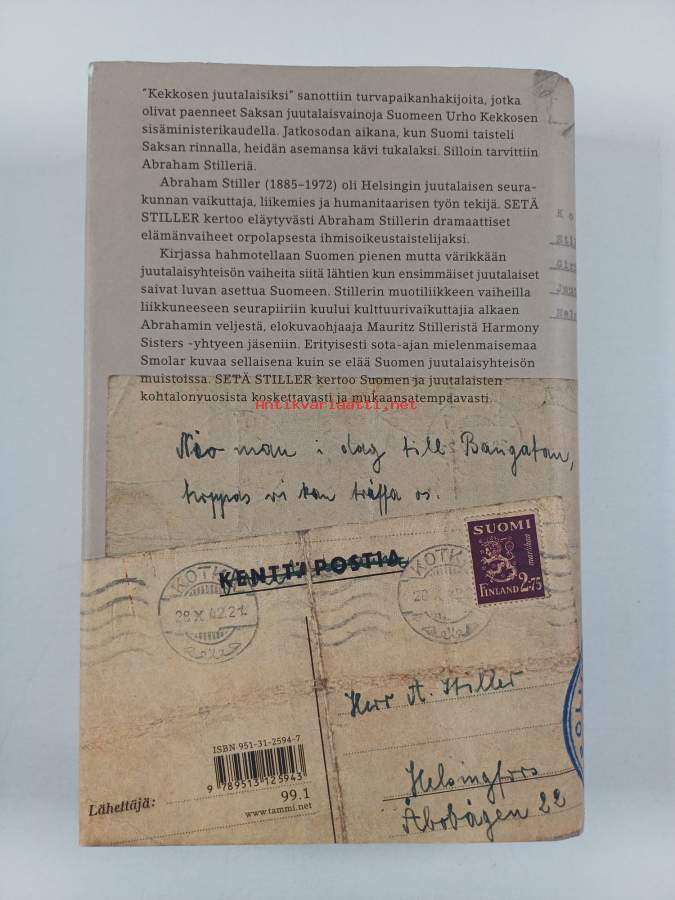 "Kekkosen juutalaisiksi" sanottiin turvapaikanhakijoita, jotka
olivat paenneet Saksan juutalaisvainoja Suomeen Urho Kekkosen
sisäministerikaudella. Jatkosodan aikana, kun Suomi taisteli
Saksan rinnalla, heidän asemansa kävi tukalaksi. Silloin tarvittiin
Abraham Stilleriä.
Abraham Stiller (1885–1972) oli Helsingin juutalaisen seura-
kunnan vaikuttaja, liikemies ja humanitaarisen työn tekijä. SETÄ
STILLER kertoo eläytyvästi Abraham Stillerin dramaattiset
elämänvaiheet orpolapsesta ihmisoikeustaistelijaksi.
Kirjassa hahmotellaan Suomen pienen mutta värikkään
juutalaisyhteisön vaiheita siitä lähtien kun ensimmäiset juutalaiset
saivat luvan asettua Suomeen. Stillerin muotiliikkeen vaiheilla
liikkuneeseen seurapiiriin kuului kulttuurivaikuttajia alkaen
Abrahamin veljestä, elokuvaohjaaja Mauritz Stilleristä Harmony
Sisters -yhtyeen jäseniin. Erityisesti sota-ajan mielenmaisemaa
Smolar kuvaa sellaisena kuin se elää Suomen juutalaisyhteisön
muistoissa. SETÄ STILLER kertoo Suomen ja juutalaisten
kohtalonvuosista koskettavasti ja mukaansatempaavasti.
Antikvariaatti.net
man i dag till Bangatan,
hoppas vi kan träffa os.
SUOMI
markkaa
FINLAND 2.75
KENTTÄPOSTIA
KOTKA
28.X.42.21
KOTK
Herr A. Stiller
Helsingfors
Åbovägen 22
ISBN 951-31-2594-7
9 789513 125943
99.1
www.tammi.net
Lähettäjä: